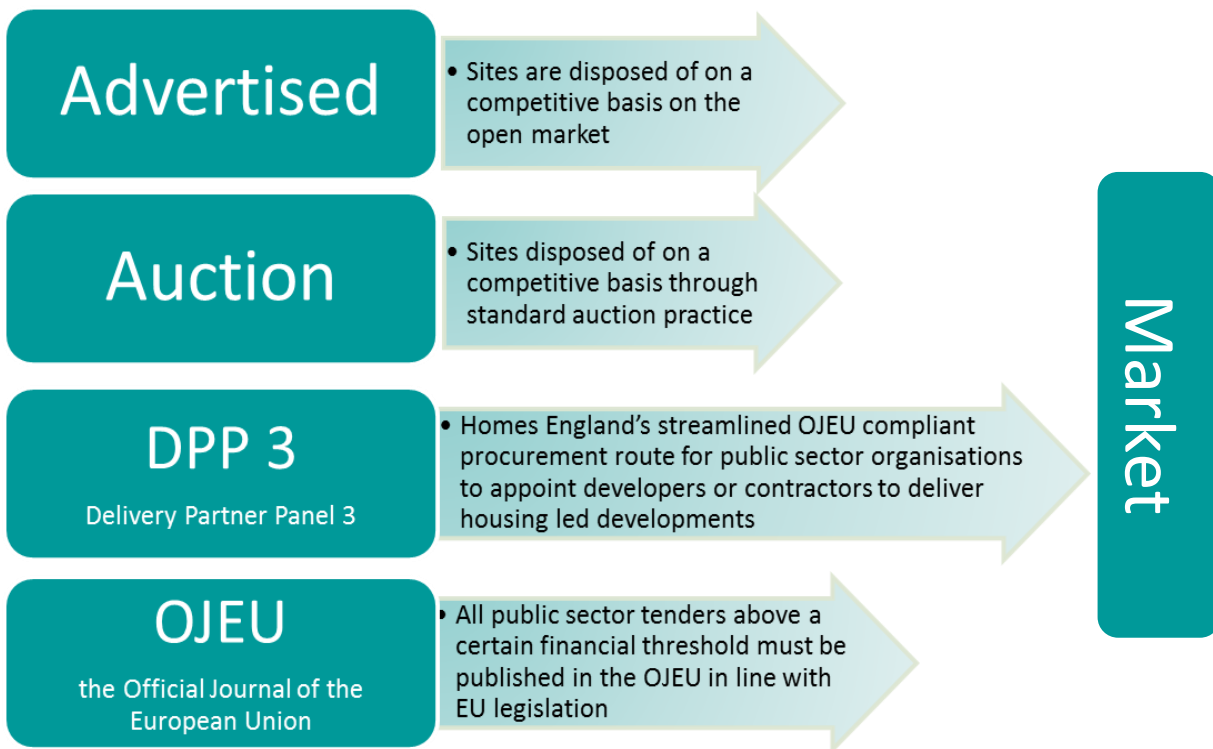 Advertised
• Sites are disposed of on a
competitive basis on the
open market
Auction
• Sites disposed of on a
competitive basis through
standard auction practice
DPP 3
Delivery Partner Panel 3
• Homes England’s streamlined OJEU compliant
procurement route for public sector organisations
to appoint developers or contractors to deliver
housing led developments
OJEU
the Official Journal of the
European Union
• All public sector tenders above a
certain financial threshold must be
published in the OJEU in line with
EU legislation
Market